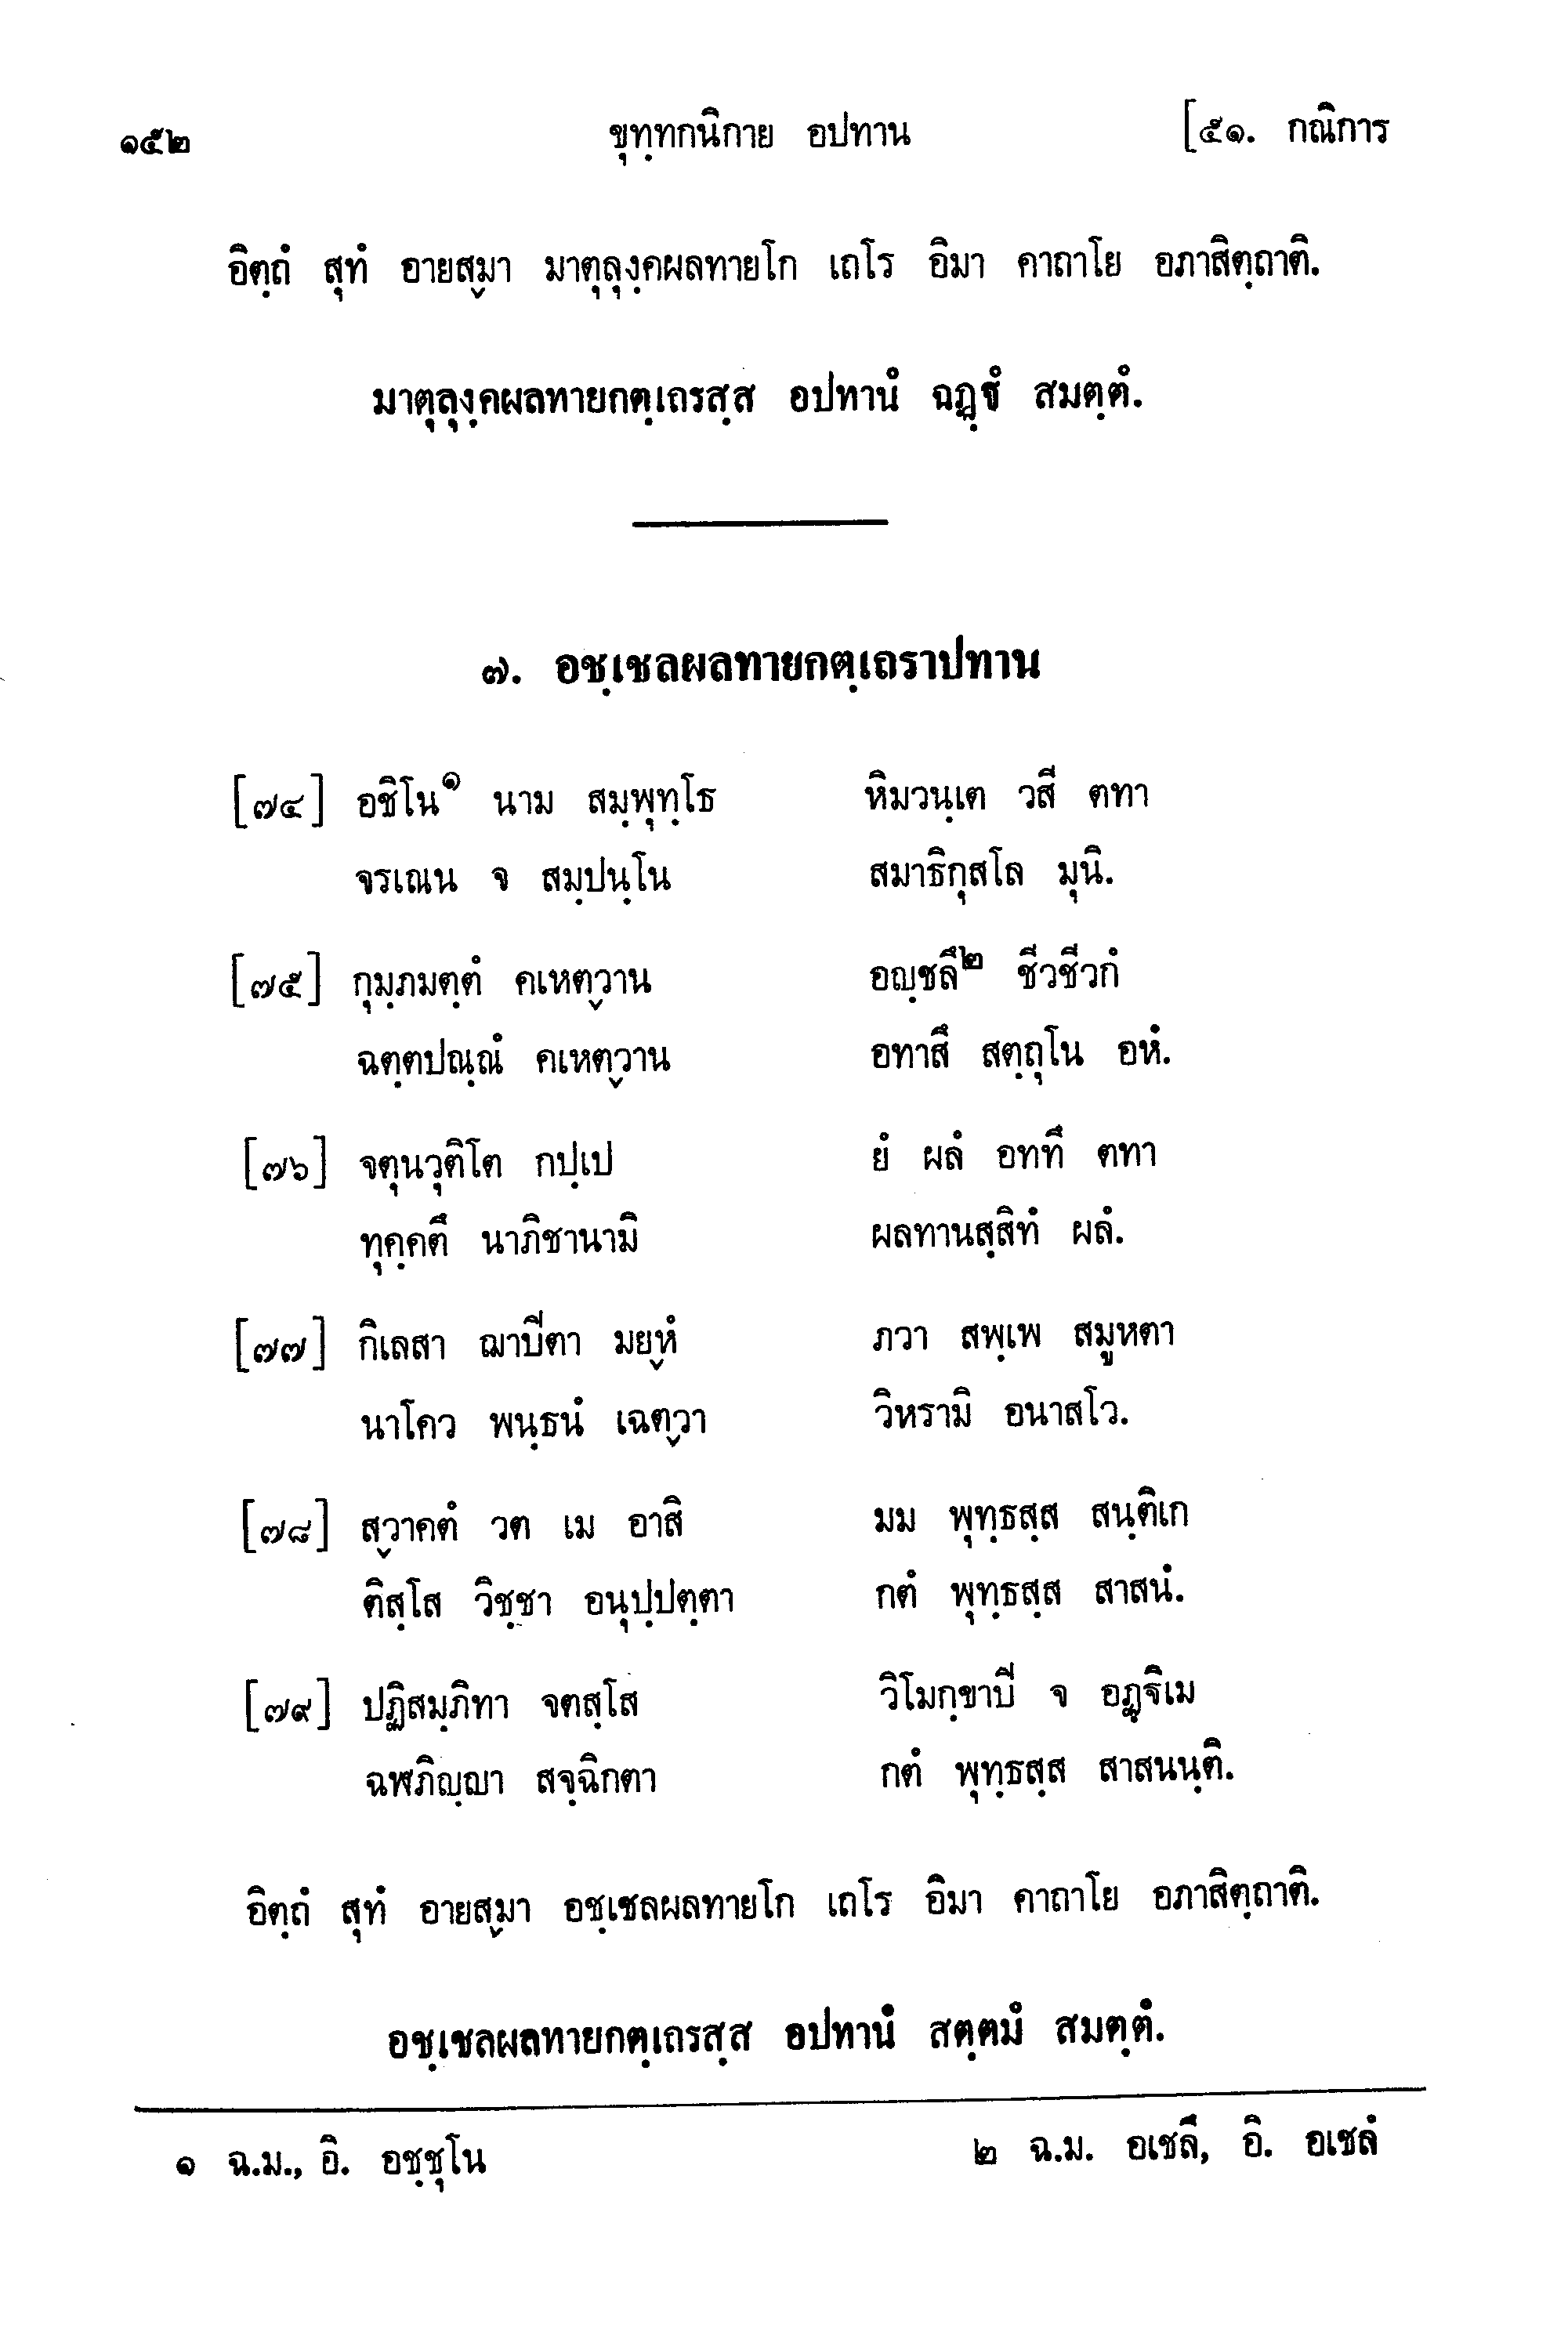 ๑๕๒ ขุทฺทกนิกาย อปทาน [๕๑. กณิการ
อิตฺถํ สุทํ อายสฺมา มาตุลุงฺคผลทายโก เถโร อิมา คาถาโย อภาสิตฺถาติ.
มาตุลุงฺคผลทายกตฺเถรสฺส อปทานํ ฉฏฺฐํ สมตฺตํ.
๗. อชฺเชลผลทายกตฺเถราปทาน
[๗๔] อชิโน๑ นาม สมฺพุทฺโธ หิมวนฺเต วสี ตทา
จรเณน จ สมฺปนฺโน สมาธิกุสโล มุนิ.
[๗๕] กุมฺภมตฺตํ คเหตฺวาน อญฺชลึ๒ ชีวชีวกํ
ฉตฺตปณฺณํ คเหตฺวาน อทาสึ สตฺถุโน อหํ.
[๗๖] จตุนวุติโต กปฺเป ยํ ผลํ อททึ ตทา
ทุคฺคตึ นาภิชานามิ ผลทานสฺสิทํ ผลํ.
[๗๗] กิเลสา ฌาปีตา มยฺหํ ภวา สพฺเพ สมูหตา
นาโคว พนฺธนํ เฉตฺวา วิหรามิ อนาสโว.
[๗๘] สฺวาคตํ วต เม อาสิ มม พุทฺธสฺส สนฺติเก
ติสฺโส วิชฺชา อนุปฺปตฺตา กตํ พุทฺธสฺส สาสนํ.
[๗๙] ปฏิสมฺภิทา จตสฺโส วิโมกฺขาปี จ อฏฺฐิเม
ฉฬภิญฺญา สจฺฉิกตา กตํ พุทฺธสฺส สาสนนฺติ.
อิตฺถํ สุทํ อายสฺมา อชฺเชลผลทายโก เถโร อิมา คาถาโย อภาสิตฺถาติ.
อชฺเชลผลทายกตฺเถรสฺส อปทานํ สตฺตมํ สมตฺตํ.
๑ ฉ.ม., อิ. อชฺชุโน ๒ ฉ.ม. อเชลึ, อิ. อเชลํ